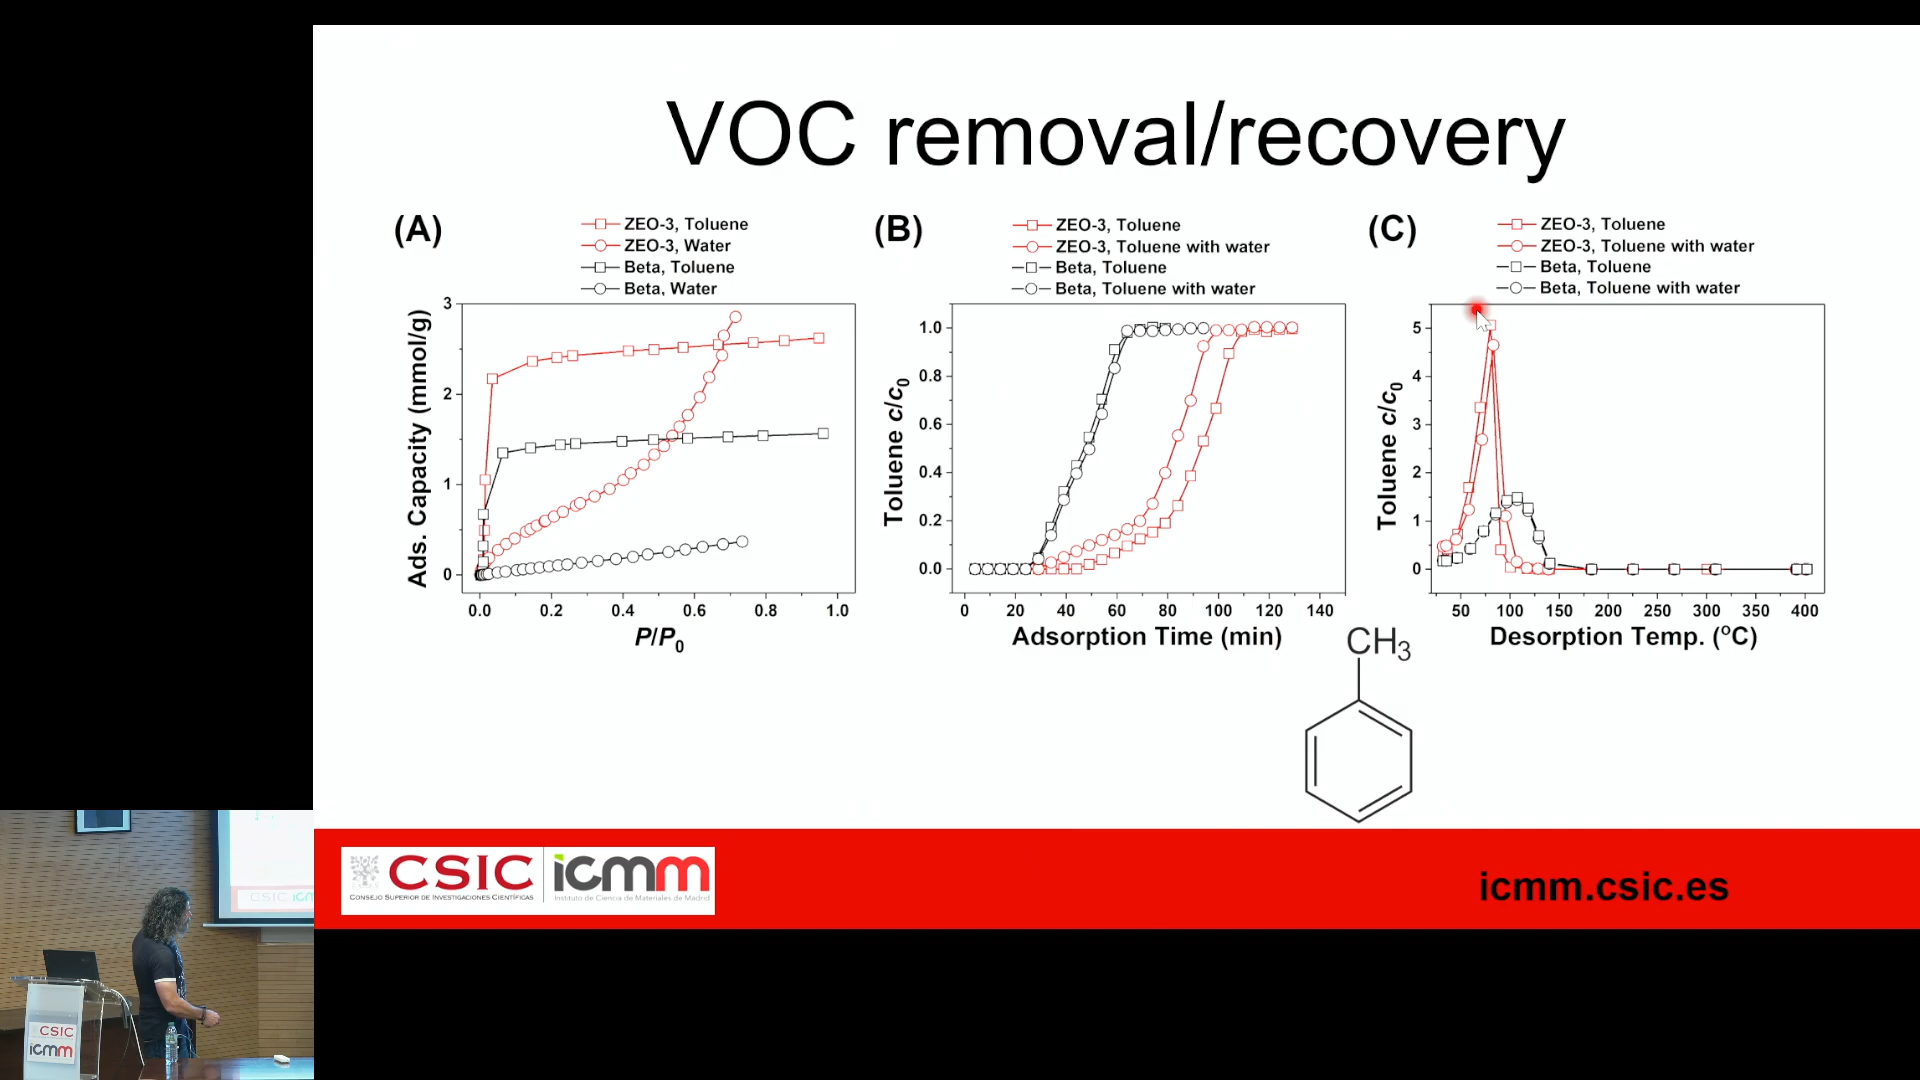 VOC removal/recovery
(A)
ZEO-3, Toluene
ZEO-3, Water
Beta, Toluene
Beta, Water
3
2
1
0
Ads. Capacity (mmol/g)
0.0 0.2 0.4 0.6 0.8 1.0
P/P0
(B)
ZEO-3, Toluene
ZEO-3, Toluene with water
Beta, Toluene
Beta, Toluene with water
1.0
0.8
0.6
0.4
0.2
0.0
Toluene c/c0
0 20 40 60 80 100 120 140
Adsorption Time (min)
(C)
ZEO-3, Toluene
ZEO-3, Toluene with water
Beta, Toluene
Beta, Toluene with water
5
4
3
2
1
0
Toluene c/c0
50 100 150 200 250 300 350 400
Desorption Temp. (°C)
CH3
CSIC
CONSEJO SUPERIOR DE INVESTIGACIONES CIENTÍFICAS
icmm
Instituto de Ciencia de Materiales de Madrid
icmm.csic.es
CSIC icm
CSIC
icmm